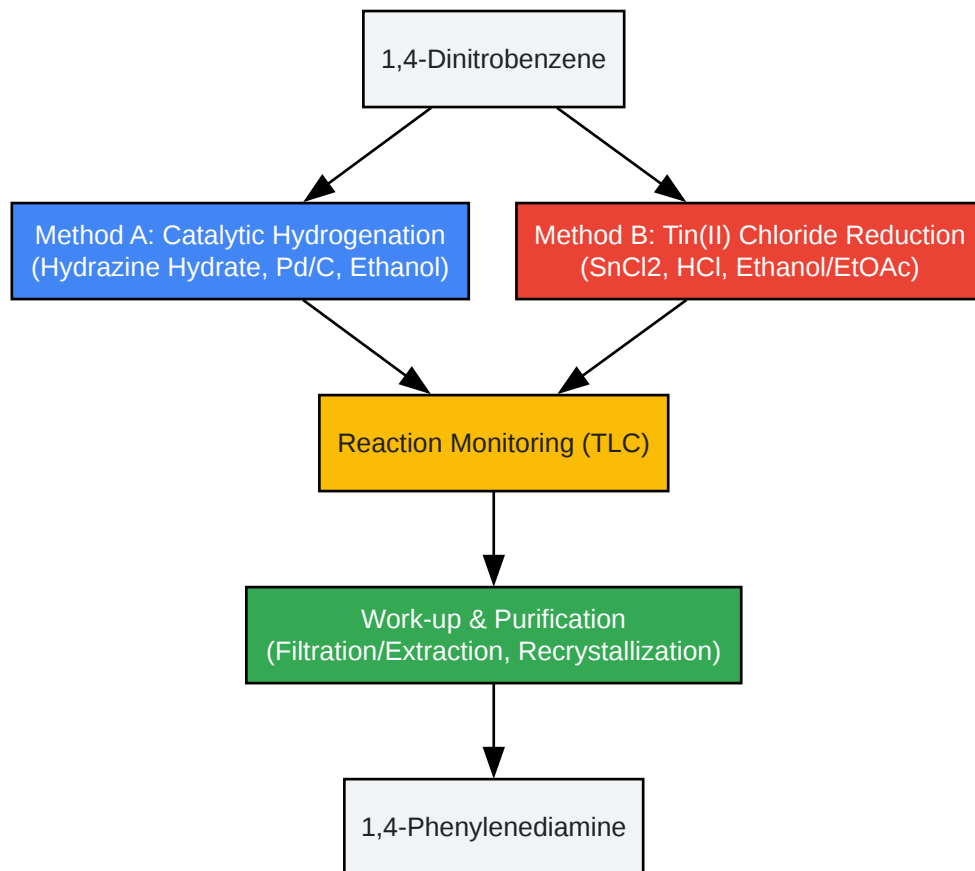 1,4-Dinitrobenzene
Method A: Catalytic Hydrogenation
(Hydrazine Hydrate, Pd/C, Ethanol)
Method B: Tin(II) Chloride Reduction
(SnCl2, HCl, Ethanol/EtOAc)
Reaction Monitoring (TLC)
Work-up & Purification
(Filtration/Extraction, Recrystallization)
1,4-Phenylenediamine